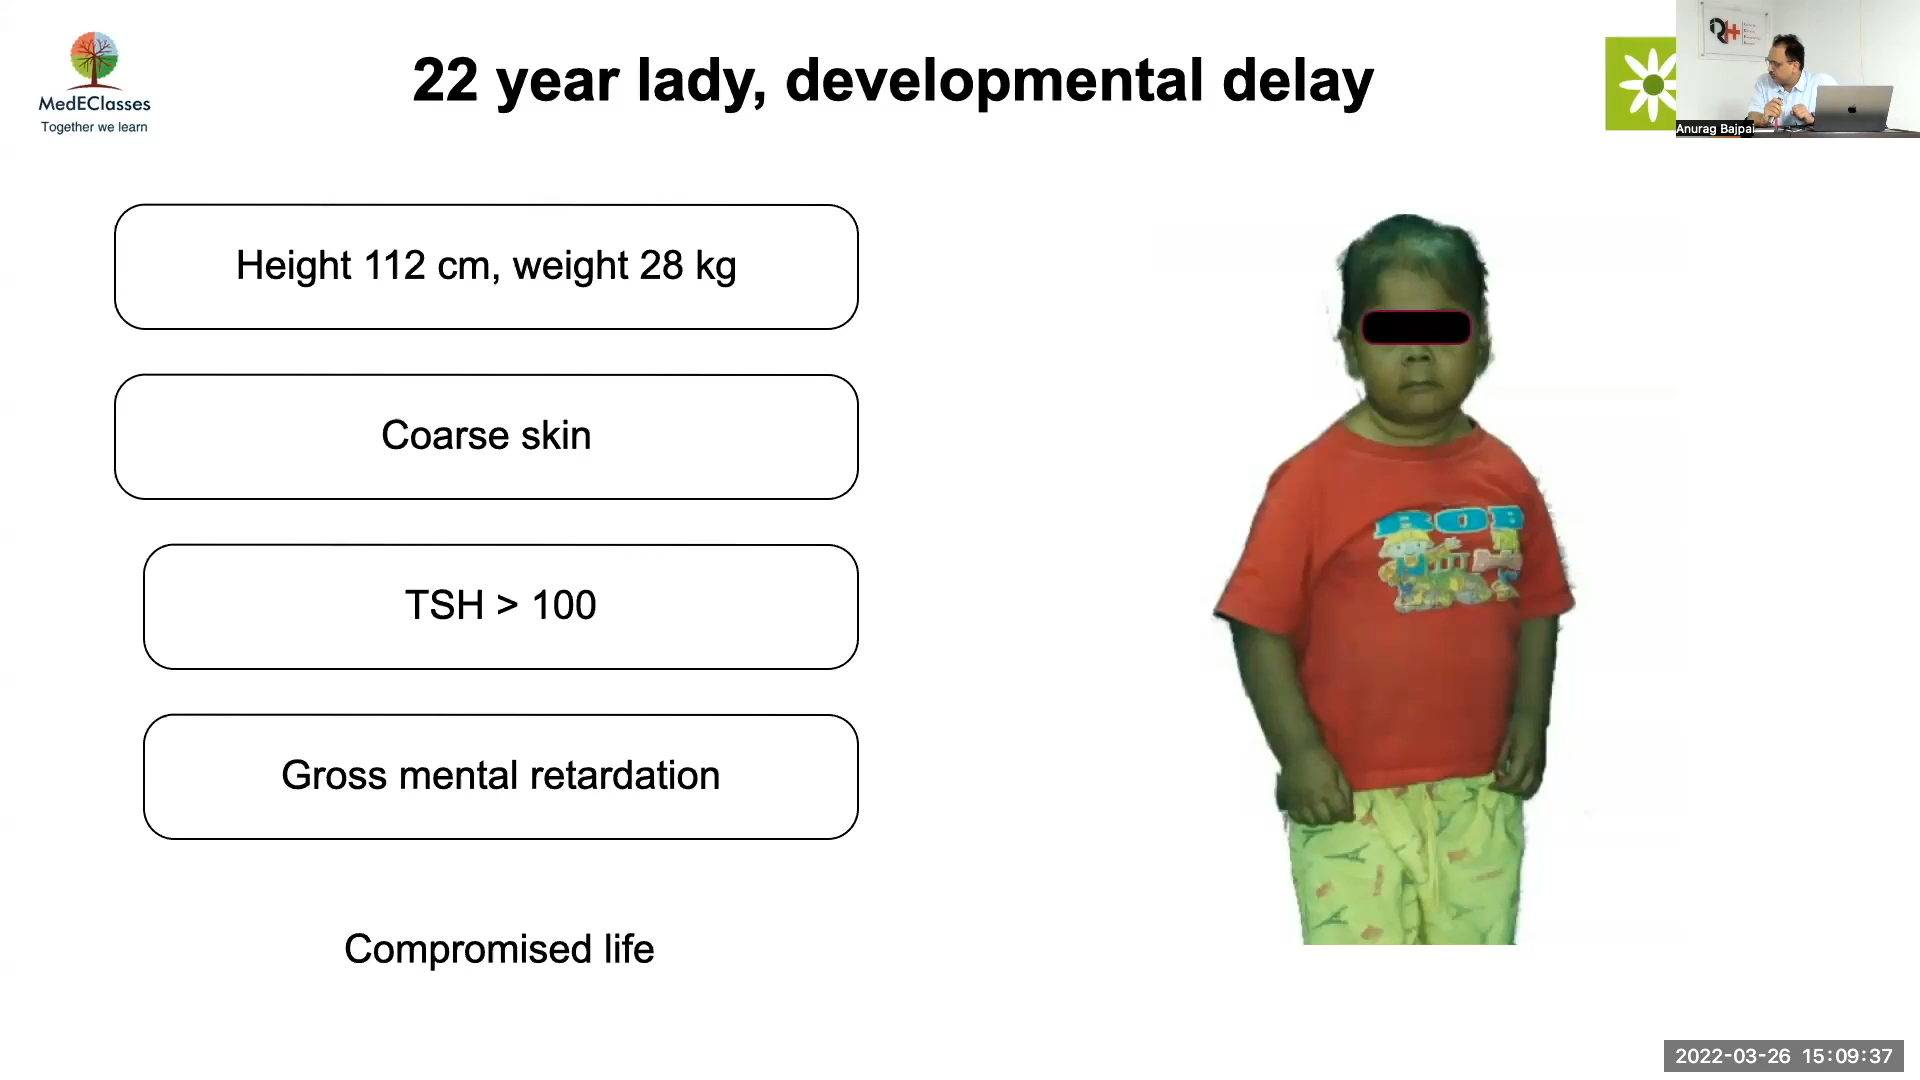 MedEClasses
Together we learn
22 year lady, developmental delay
Anurag Bajpai
Height 112 cm, weight 28 kg
Coarse skin
TSH > 100
Gross mental retardation
Compromised life
BOB
2022-03-26 15:09:37